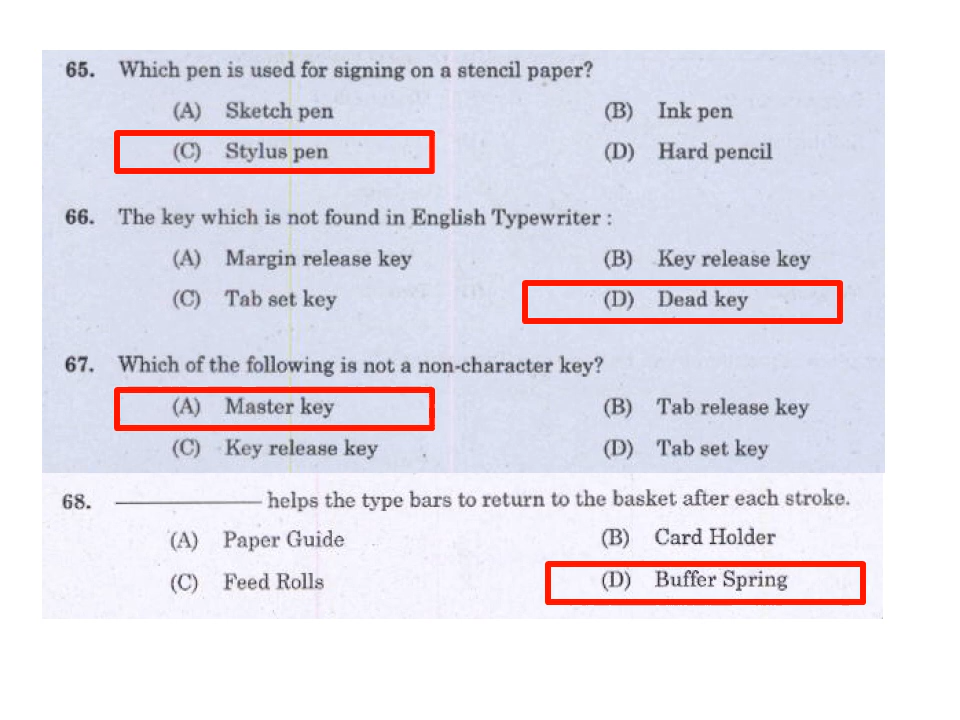 65. Which pen is used for signing on a stencil paper?
(A) Sketch pen (B) Ink pen
(C) Stylus pen (D) Hard pencil
66. The key which is not found in English Typewriter :
(A) Margin release key (B) Key release key
(C) Tab set key (D) Dead key
67. Which of the following is not a non-character key?
(A) Master key (B) Tab release key
(C) Key release key (D) Tab set key
68. ____________ helps the type bars to return to the basket after each stroke.
(A) Paper Guide (B) Card Holder
(C) Feed Rolls (D) Buffer Spring